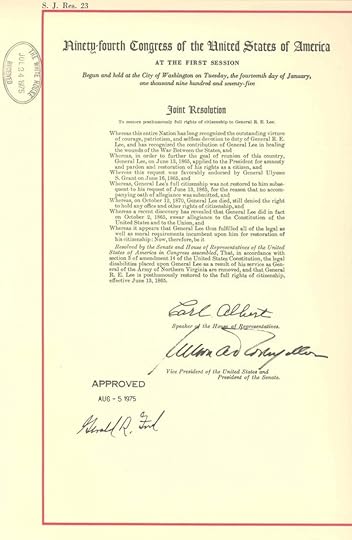 S. J. Res. 23
THE WHITE HOUSE
JUL 24 1975
RECEIVED
Ninety-fourth Congress of the United States of America
AT THE FIRST SESSION
Begun and held at the City of Washington on Tuesday, the fourteenth day of January,
one thousand nine hundred and seventy-five
Joint Resolution
To restore posthumously full rights of citizenship to General R. E. Lee.
Whereas this entire Nation has long recognized the outstanding virtues
of courage, patriotism, and selfless devotion to duty of General R. E.
Lee, and has recognized the contribution of General Lee in healing
the wounds of the War Between the States, and
Whereas, in order to further the goal of reunion of this country,
General Lee, on June 13, 1865, applied to the President for amnesty
and pardon and restoration of his rights as a citizen, and
Whereas this request was favorably endorsed by General Ulysses
S. Grant on June 16, 1865, and
Whereas, General Lee's full citizenship was not restored to him subse-
quent to his request of June 13, 1865, for the reason that no accom-
panying oath of allegiance was submitted, and
Whereas, on October 12, 1870, General Lee died, still denied the right
to hold any office and other rights of citizenship, and
Whereas a recent discovery has revealed that General Lee did in fact
on October 2, 1865, swear allegiance to the Constitution of the
United States and to the Union, and
Whereas it appears that General Lee thus fulfilled all of the legal as
well as moral requirements incumbent upon him for restoration of
his citizenship: Now, therefore, be it
Resolved by the Senate and House of Representatives of the United
States of America in Congress assembled, That, in accordance with
section 3 of amendment 14 of the United States Constitution, the legal
disabilities placed upon General Lee as a result of his service as Gen-
eral of the Army of Northern Virginia are removed, and that General
R. E. Lee is posthumously restored to the full rights of citizenship,
effective June 13, 1865.
Carl Albert
Speaker of the House of Representatives.
Nelson A Rockefeller
Vice President of the United States and
President of the Senate.
APPROVED
AUG - 5 1975
Gerald R. Ford